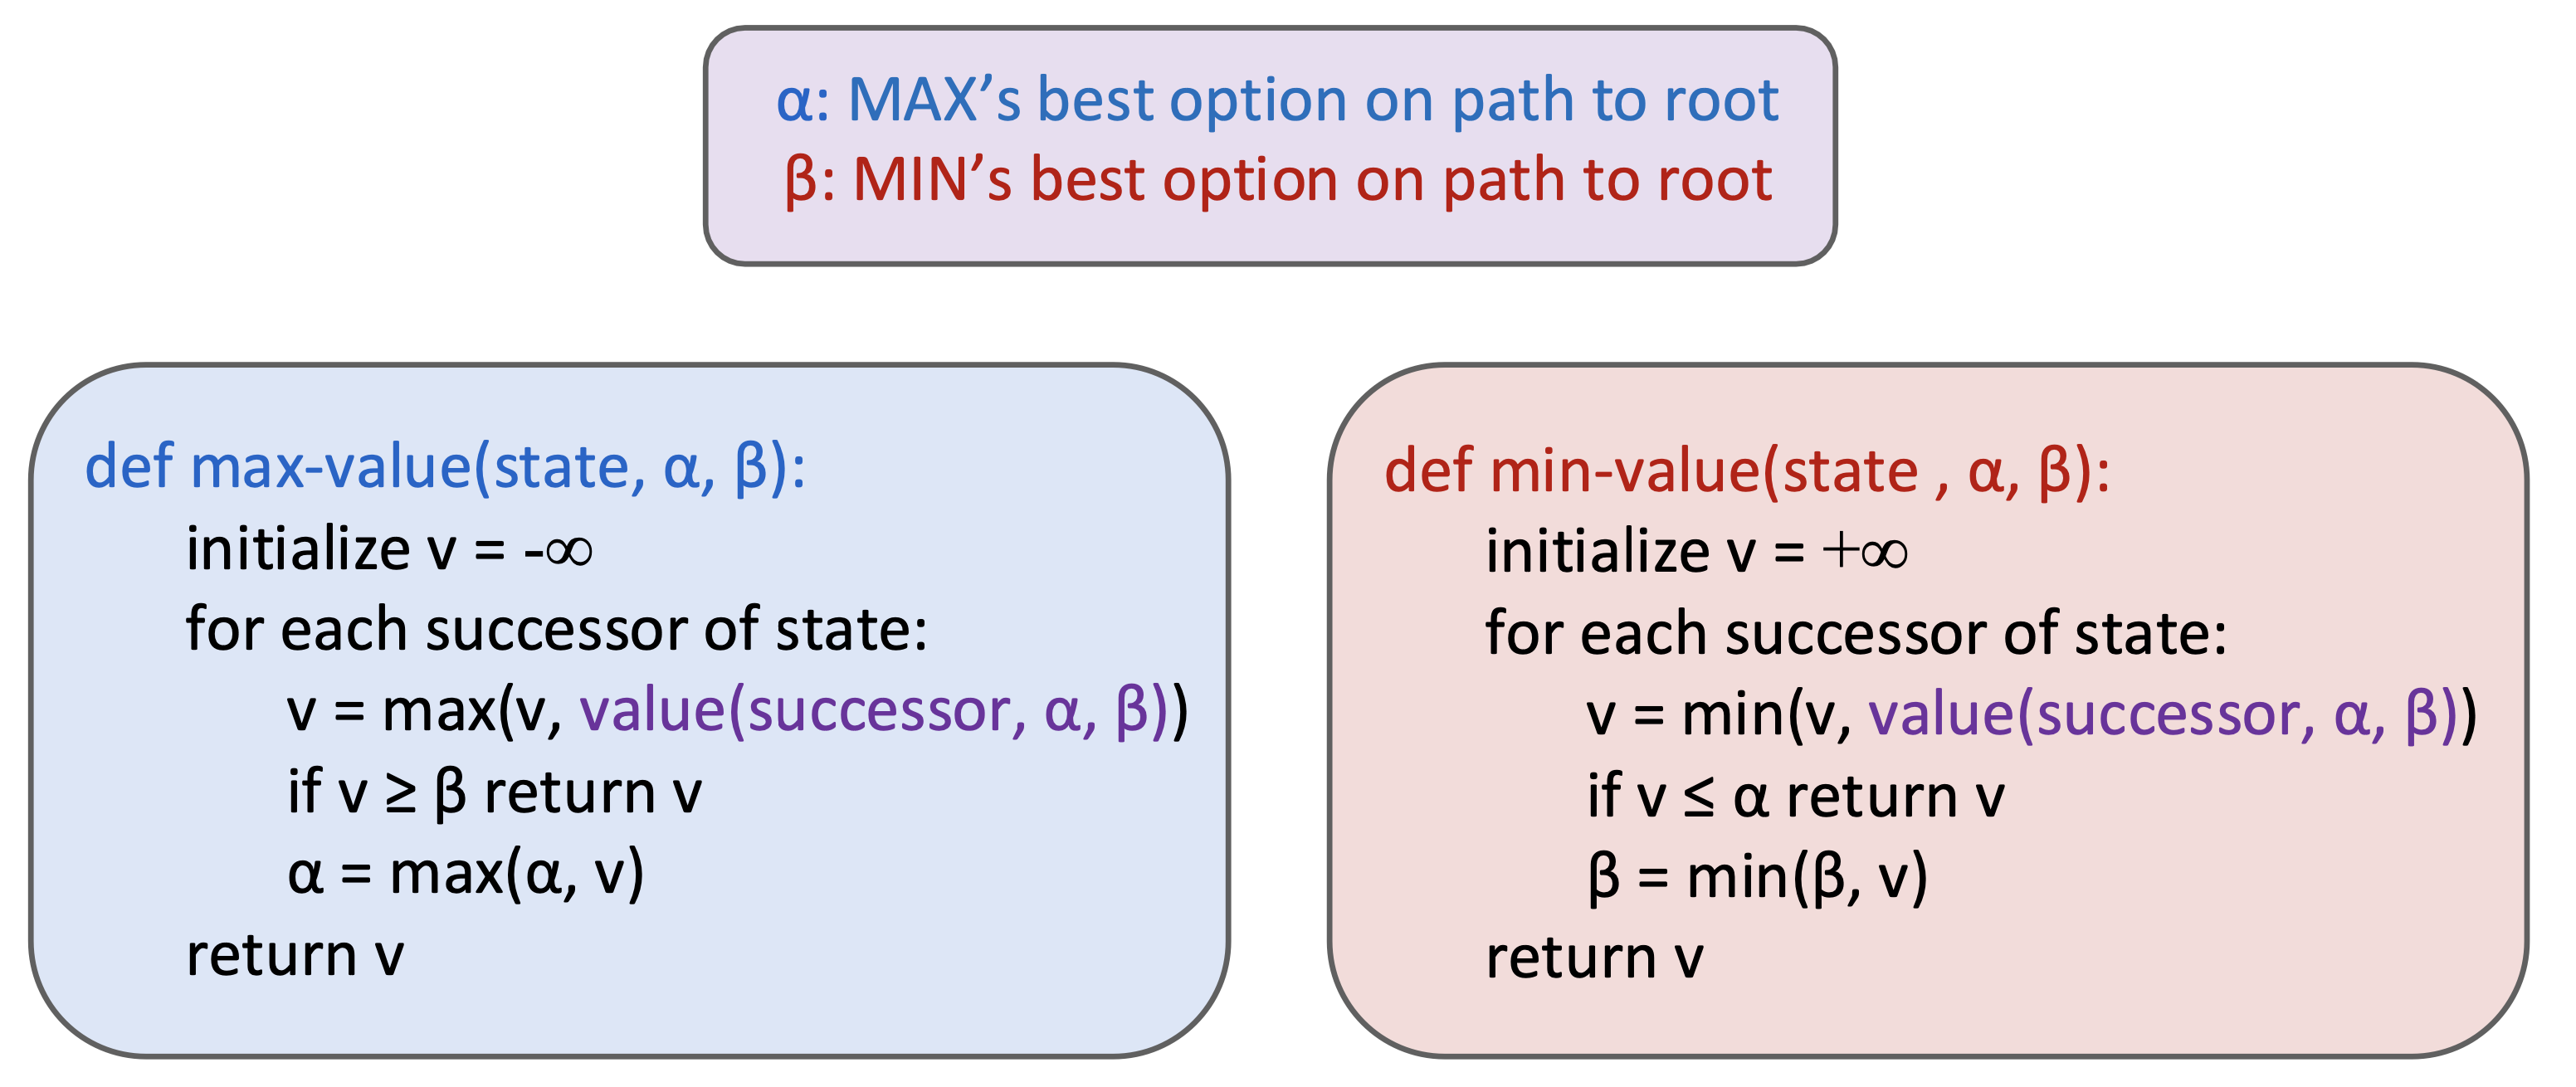 α: MAX’s best option on path to root
β: MIN’s best option on path to root
def max-value(state, α, β):
initialize v = -∞
for each successor of state:
v = max(v, value(successor, α, β))
if v ≥ β return v
α = max(α, v)
return v
def min-value(state , α, β):
initialize v = +∞
for each successor of state:
v = min(v, value(successor, α, β))
if v ≤ α return v
β = min(β, v)
return v